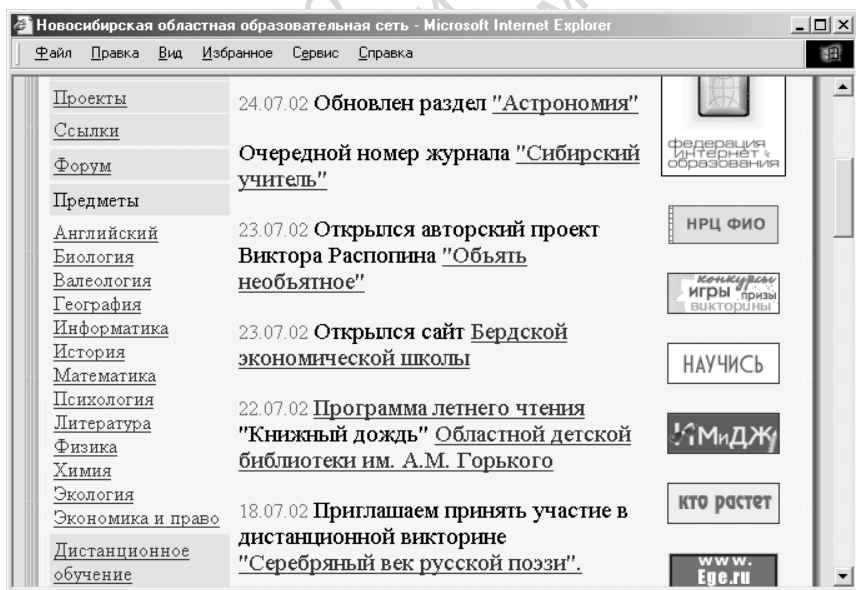 Новосибирская областная образовательная сеть - Microsoft Internet Explorer
Файл Правка Вид Избранное Сервис Справка
Проекты
Ссылки
Форум
Предметы
Английский
Биология
Валеология
География
Информатика
История
Математика
Психология
Литература
Физика
Химия
Экология
Экономика и право
Дистанционное
обучение
24.07.02 Обновлен раздел "Астрономия"
Очередной номер журнала "Сибирский
учитель"
23.07.02 Открылся авторский проект
Виктора Распопина "Объять
необъятное"
23.07.02 Открылся сайт Бердской
экономической школы
22.07.02 Программа летнего чтения
"Книжный дождь" Областной детской
библиотеки им. А.М. Горького
18.07.02 Приглашаем принять участие в
дистанционной викторине
"Серебряный век русской поэзи".
федерация
интернет
образования
НРЦ ФИО
конкурсы
игры призы
викторины
НАУЧИСЬ
ИМиДЖ
кто растет
www.
Ege.ru